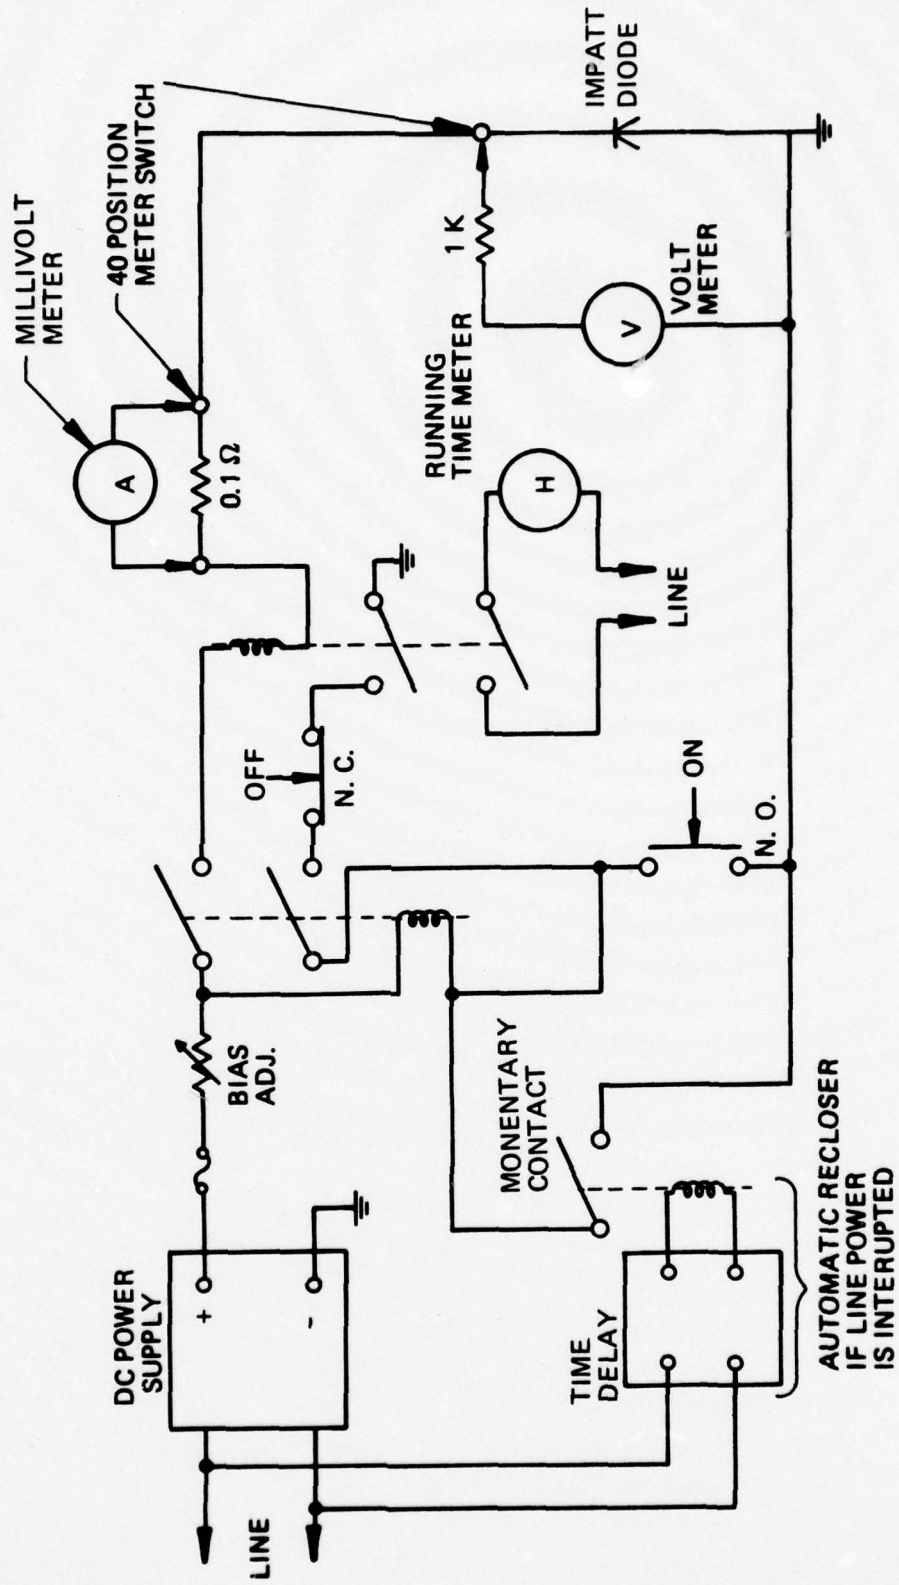 MILLIVOLT
METER
40 POSITION
METER SWITCH
A
0.1 Ω
DC POWER
SUPPLY
+
-
LINE
BIAS
ADJ.
OFF
N. C.
RUNNING
TIME METER
H
LINE
1 K
V
VOLT
METER
IMPATT
DIODE
MONENTARY
CONTACT
ON
N. O.
TIME
DELAY
AUTOMATIC RECLOSER
IF LINE POWER
IS INTERRUPTED